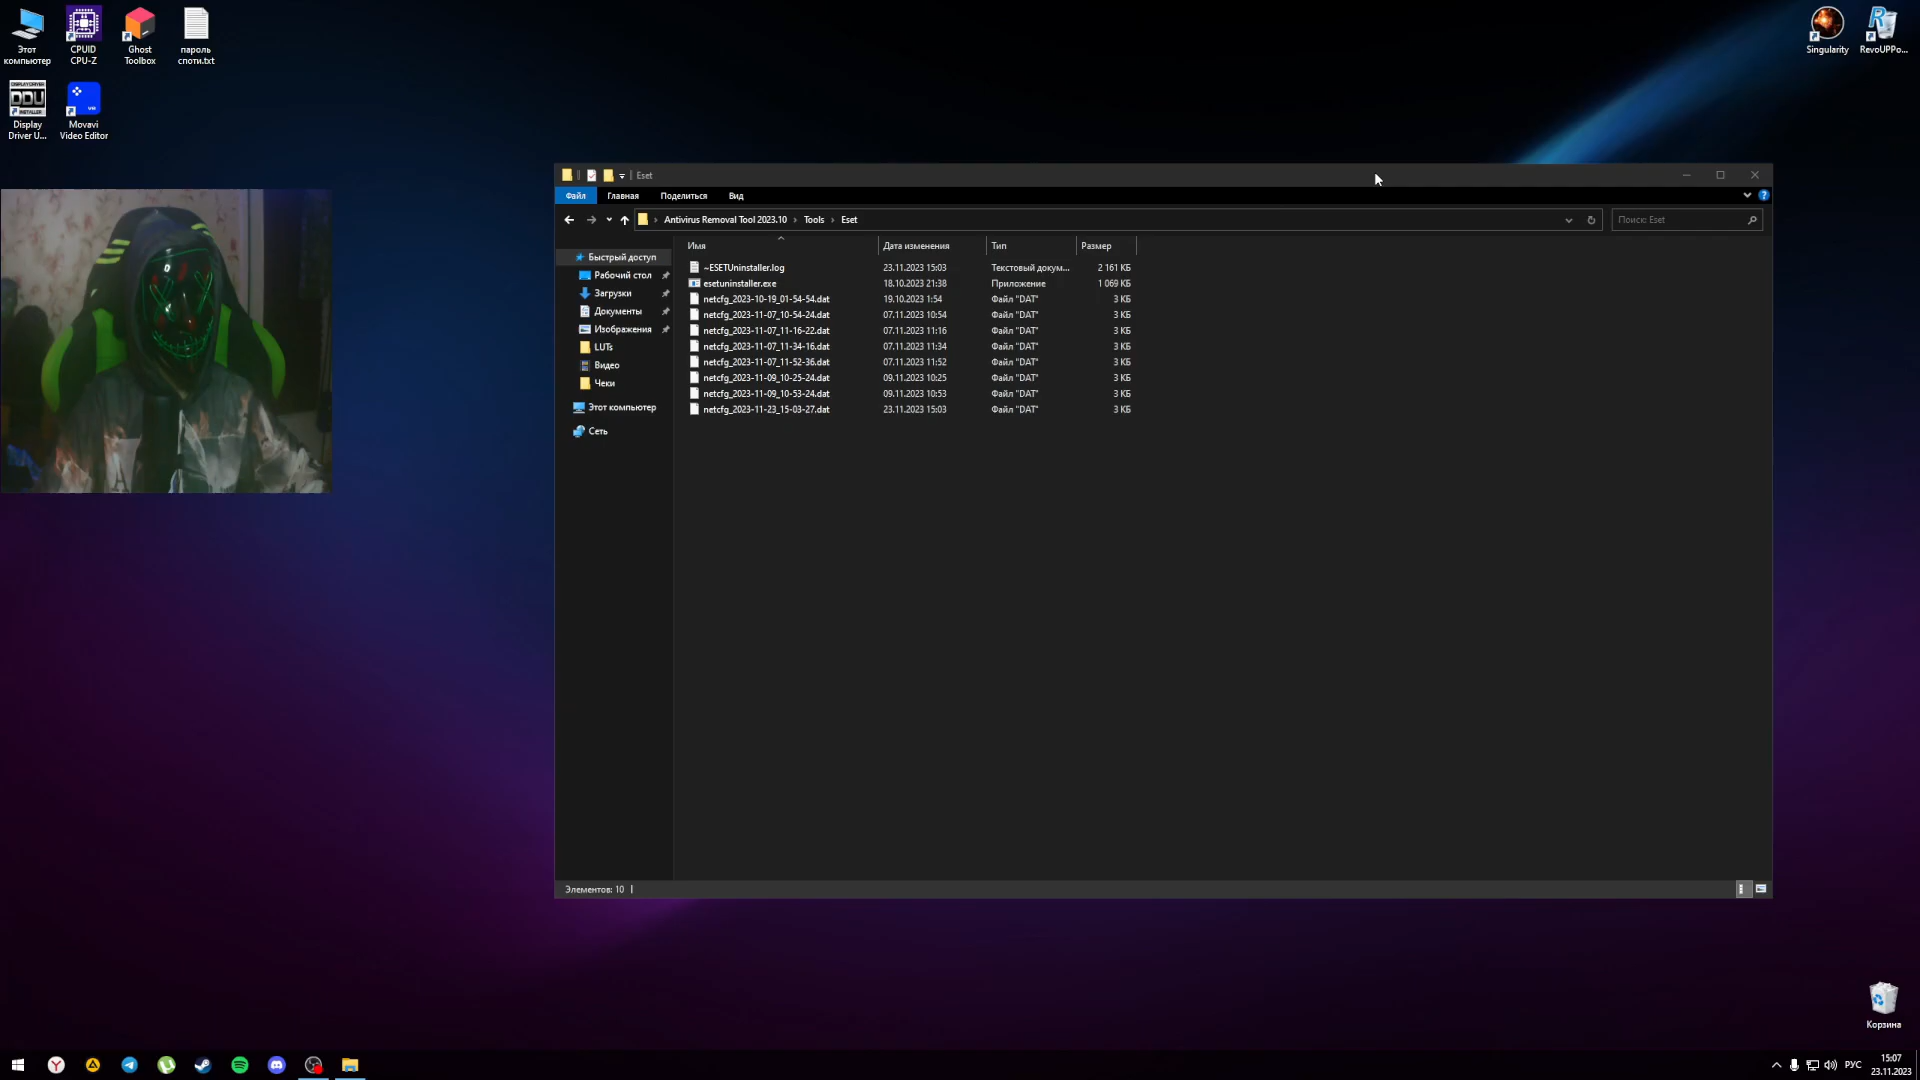 Этот
компьютер
CPUID
CPU-Z
Ghost
Toolbox
пароль
споти.txt
DISPLAY DRIVER
DDU
Display
Driver U...
Movavi
Video Editor
Singularity
RevoUPPo...
Eset
Файл
Главная
Поделиться
Вид
Antivirus Removal Tool 2023.10 › Tools › Eset
Поиск: Eset
Имя Дата изменения Тип Размер
Быстрый доступ
Рабочий стол
Загрузки
Документы
Изображения
LUTs
Видео
Чеки
Этот компьютер
Сеть
~ESETUninstaller.log 23.11.2023 15:03 Текстовый докум... 2 161 КБ
esetuninstaller.exe 18.10.2023 21:38 Приложение 1 069 КБ
netcfg_2023-10-19_01-54-54.dat 19.10.2023 1:54 Файл "DAT" 3 КБ
netcfg_2023-11-07_10-54-24.dat 07.11.2023 10:54 Файл "DAT" 3 КБ
netcfg_2023-11-07_11-16-22.dat 07.11.2023 11:16 Файл "DAT" 3 КБ
netcfg_2023-11-07_11-34-16.dat 07.11.2023 11:34 Файл "DAT" 3 КБ
netcfg_2023-11-07_11-52-36.dat 07.11.2023 11:52 Файл "DAT" 3 КБ
netcfg_2023-11-09_10-25-24.dat 09.11.2023 10:25 Файл "DAT" 3 КБ
netcfg_2023-11-09_10-53-24.dat 09.11.2023 10:53 Файл "DAT" 3 КБ
netcfg_2023-11-23_15-03-27.dat 23.11.2023 15:03 Файл "DAT" 3 КБ
Элементов: 10
Корзина
РУС
15:07
23.11.2023